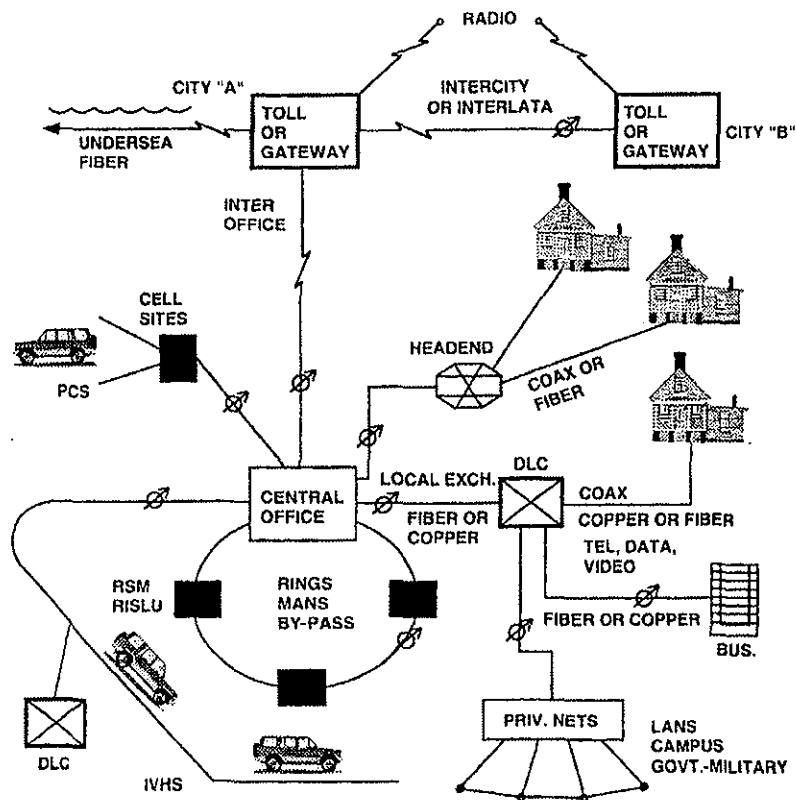 RADIO
CITY "A"
TOLL
OR
GATEWAY
INTERCITY
OR INTERLATA
TOLL
OR
GATEWAY
CITY "B"
UNDERSEA
FIBER
INTER
OFFICE
CELL
SITES
PCS
HEADEND
COAX OR
FIBER
CENTRAL
OFFICE
LOCAL EXCH.
FIBER OR
COPPER
DLC
COAX
COPPER OR FIBER
TEL, DATA,
VIDEO
RSM
RISLU
RINGS
MANS
BY-PASS
FIBER OR COPPER
BUS.
DLC
IVHS
PRIV. NETS
LANS
CAMPUS
GOVT.-MILITARY